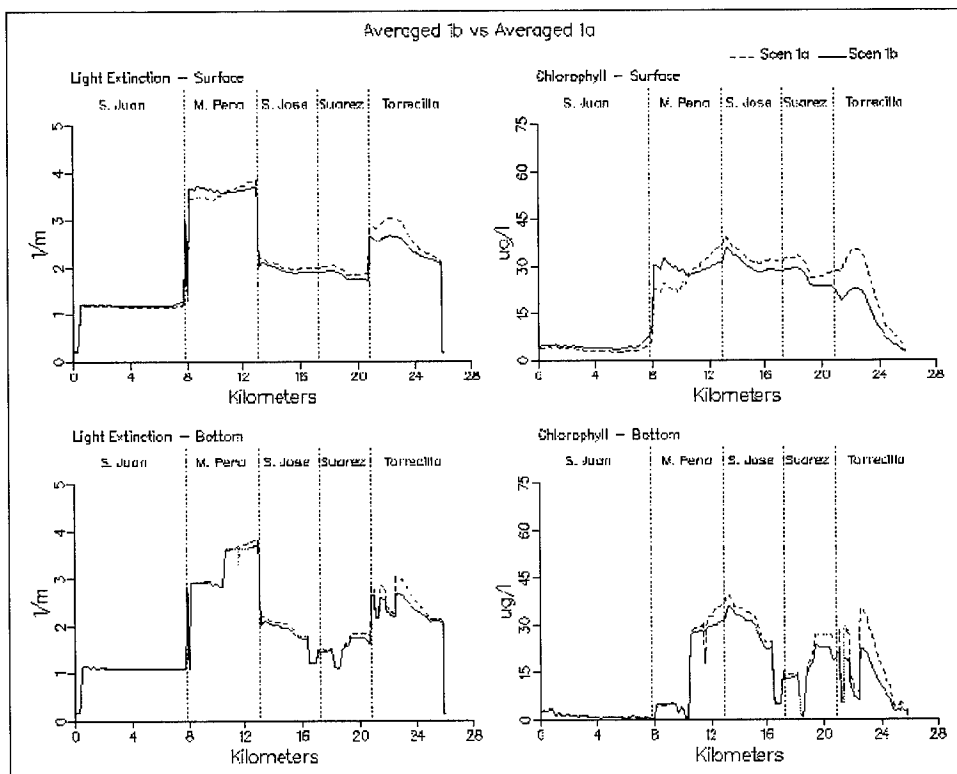 Averaged 1b vs Averaged 1a
Scen 1a Scen 1b
Light Extinction – Surface
S. Juan M. Pena S. Jose Suarez Torrecilla
5
4
3
2
1
0
1/m
0 4 8 12 16 20 24 28
Kilometers
Chlorophyll – Surface
S. Juan M. Pena S. Jose Suarez Torrecilla
75
60
45
30
15
0
ug/l
0 4 8 12 16 20 24 28
Kilometers
Light Extinction – Bottom
S. Juan M. Pena S. Jose Suarez Torrecilla
5
4
3
2
1
0
1/m
0 4 8 12 16 20 24 28
Kilometers
Chlorophyll – Bottom
S. Juan M. Pena S. Jose Suarez Torrecilla
75
60
45
30
15
0
ug/l
0 4 8 12 16 20 24 28
Kilometers